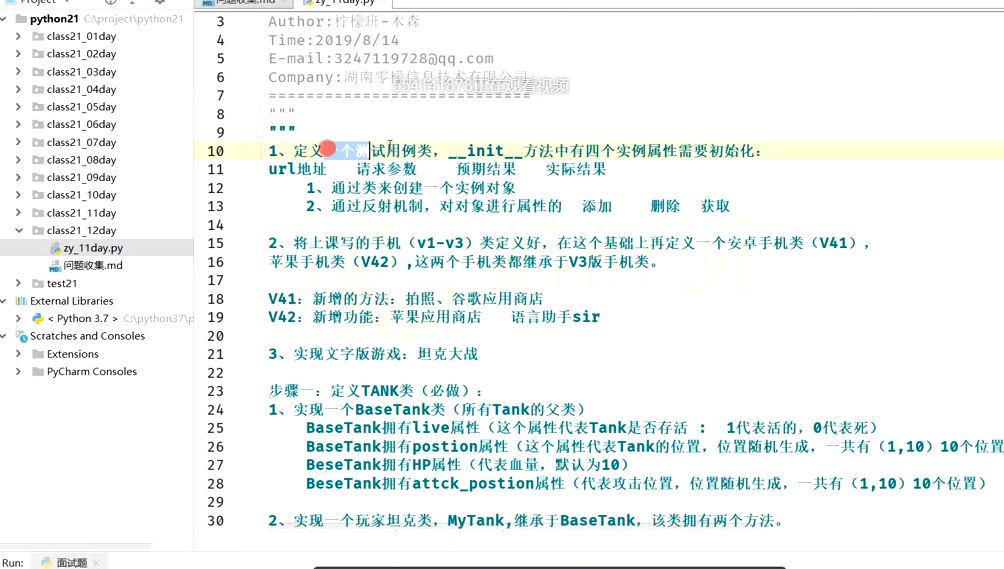 Project
问题收集.md
zy_11day.py
python21 C:\project\python21
class21_01day
class21_02day
class21_03day
class21_04day
class21_05day
class21_06day
class21_07day
class21_08day
class21_09day
class21_10day
class21_11day
class21_12day
zy_11day.py
问题收集.md
test21
External Libraries
< Python 3.7 > C:\python37\p
Scratches and Consoles
Extensions
PyCharm Consoles
3 Author:柠檬班-木森
4 Time:2019/8/14
5 E-mail:3247119728@qq.com
6 Company:湖南零檬信息技术有限公司
554141878正在观看视频
7 ============================
8 """
9 """
10 1、定义一个测试用例类，__init__方法中有四个实例属性需要初始化：
11 url地址 请求参数 预期结果 实际结果
12 1、通过类来创建一个实例对象
13 2、通过反射机制，对对象进行属性的 添加 删除 获取
14
15 2、将上课写的手机（v1-v3）类定义好，在这个基础上再定义一个安卓手机类（V41），
16 苹果手机类（V42）,这两个手机类都继承于V3版手机类。
17
18 V41：新增的方法：拍照、谷歌应用商店
19 V42：新增功能：苹果应用商店 语言助手sir
20
21 3、实现文字版游戏：坦克大战
22
23 步骤一：定义TANK类（必做）：
24 1、实现一个BaseTank类（所有Tank的父类）
25 BaseTank拥有live属性（这个属性代表Tank是否存活 : 1代表活的，0代表死）
26 BaseTank拥有postion属性（这个属性代表Tank的位置，位置随机生成，一共有（1,10）10个位置
27 BeseTank拥有HP属性（代表血量，默认为10）
28 BeseTank拥有attck_postion属性（代表攻击位置，位置随机生成，一共有（1,10）10个位置）
29
30 2、实现一个玩家坦克类，MyTank,继承于BaseTank，该类拥有两个方法。
Run: 面试题